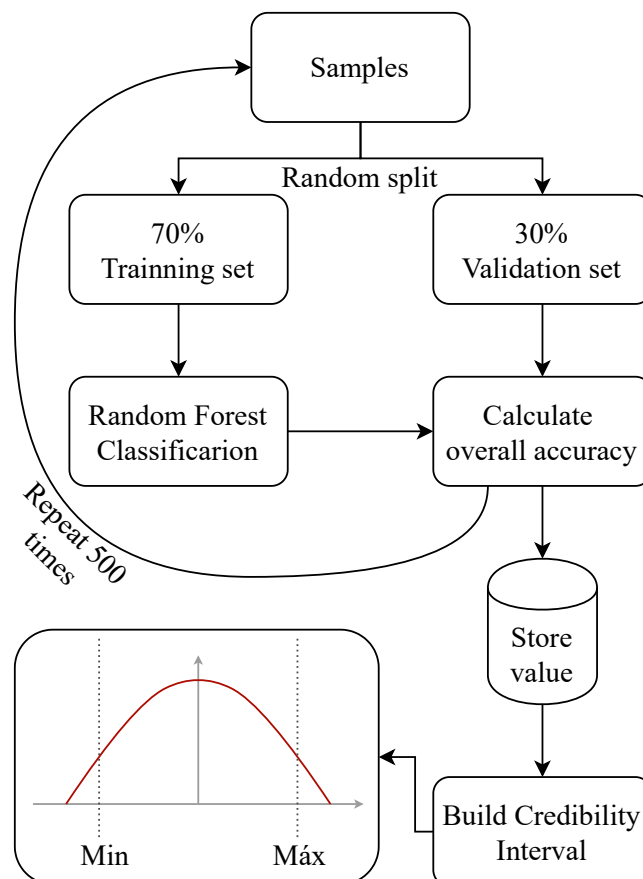 Samples
Random split
70%
Trainning set
30%
Validation set
Random Forest
Classificarion
Calculate
overall accuracy
Repeat 500
times
Store
value
Build Credibility
Interval
Min
Máx